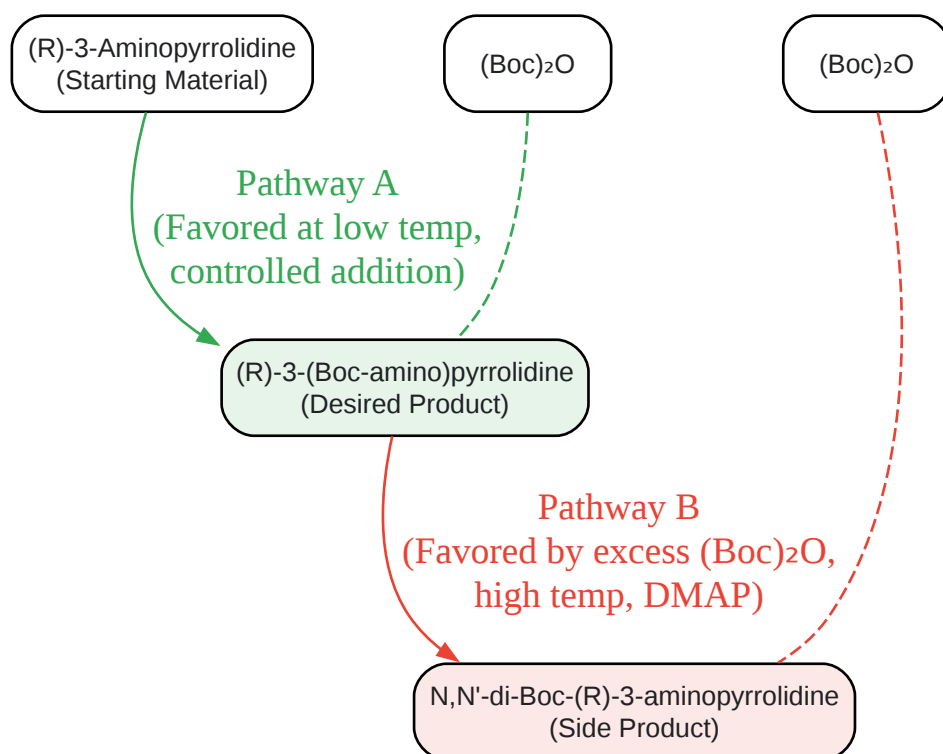 (R)-3-Aminopyrrolidine
(Starting Material)
(Boc)₂O
(Boc)₂O
Pathway A
(Favored at low temp,
controlled addition)
(R)-3-(Boc-amino)pyrrolidine
(Desired Product)
Pathway B
(Favored by excess (Boc)₂O,
high temp, DMAP)
N,N'-di-Boc-(R)-3-aminopyrrolidine
(Side Product)